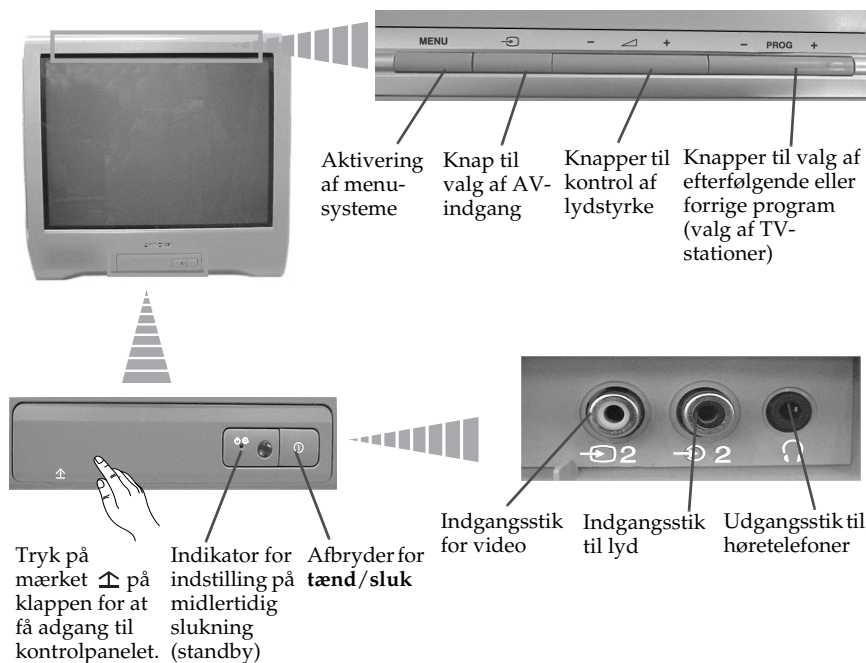 MENU
− +
− PROG +
Aktivering
af menu-
systeme
Knap til
valg af AV-
indgang
Knapper til
kontrol af
lydstyrke
Knapper til valg af
efterfølgende eller
forrige program
(valg af TV-
stationer)
2
2
Indgangsstik
for video
Indgangsstik
til lyd
Udgangsstik til
høretelefoner
Tryk på
mærket på
klappen for at
få adgang til
kontrolpanelet.
Indikator for
indstilling på
midlertidig
slukning
(standby)
Afbryder for
tænd/sluk